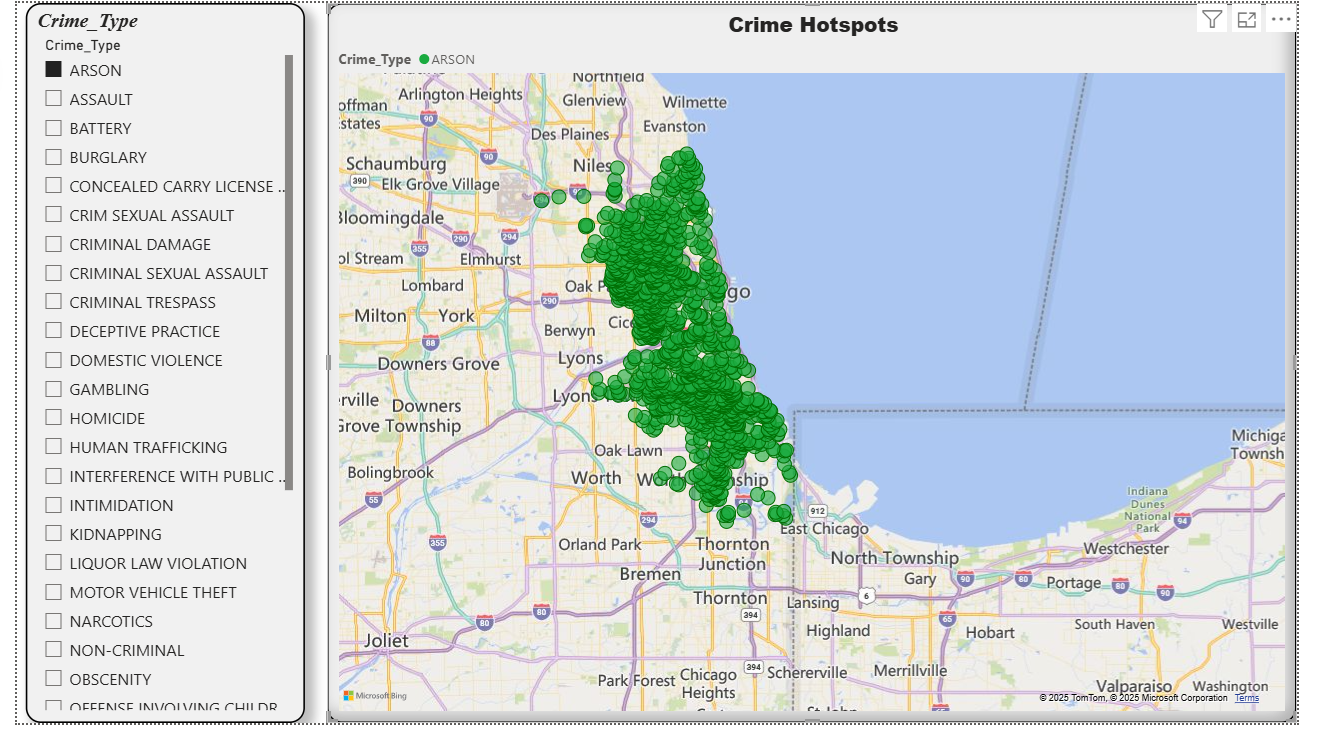 Crime_Type
Crime_Type
ARSON
ASSAULT
BATTERY
BURGLARY
CONCEALED CARRY LICENSE ..
CRIM SEXUAL ASSAULT
CRIMINAL DAMAGE
CRIMINAL SEXUAL ASSAULT
CRIMINAL TRESPASS
DECEPTIVE PRACTICE
DOMESTIC VIOLENCE
GAMBLING
HOMICIDE
HUMAN TRAFFICKING
INTERFERENCE WITH PUBLIC ..
INTIMIDATION
KIDNAPPING
LIQUOR LAW VIOLATION
MOTOR VEHICLE THEFT
NARCOTICS
NON-CRIMINAL
OBSCENITY
OFFENSE INVOLVING CHILDR
Crime Hotspots
Crime_Type ARSON
Northfield
Arlington Heights
Glenview
Wilmette
offman
states
90
Evanston
Des Plaines
90
Schaumburg
Niles
390
Elk Grove Village
Bloomingdale
290
294
355
ol Stream
Elmhurst
Lombard
Oak P
go
290
Milton
York
Cice
Berwyn
88
Lyons
Downers Grove
Lyons
erville
Downers
Grove Township
Oak Lawn
Bolingbrook
Worth
ship
55
294
912
East Chicago
355
Orland Park
Thornton
Junction
North Township
Bremen
Gary
90
80
Portage
80
90
Westchester
94
Indiana
Dunes
National
Park
Michiga
Townsh
Thornton
Lansing
6
80
80
394
Highland
65
Hobart
South Haven
Westville
Joliet
394
Park Forest
Chicago
Heights
Schererville
Merrillville
Valparaiso
Washington
65
Microsoft Bing
© 2025 TomTom, © 2025 Microsoft Corporation Terms